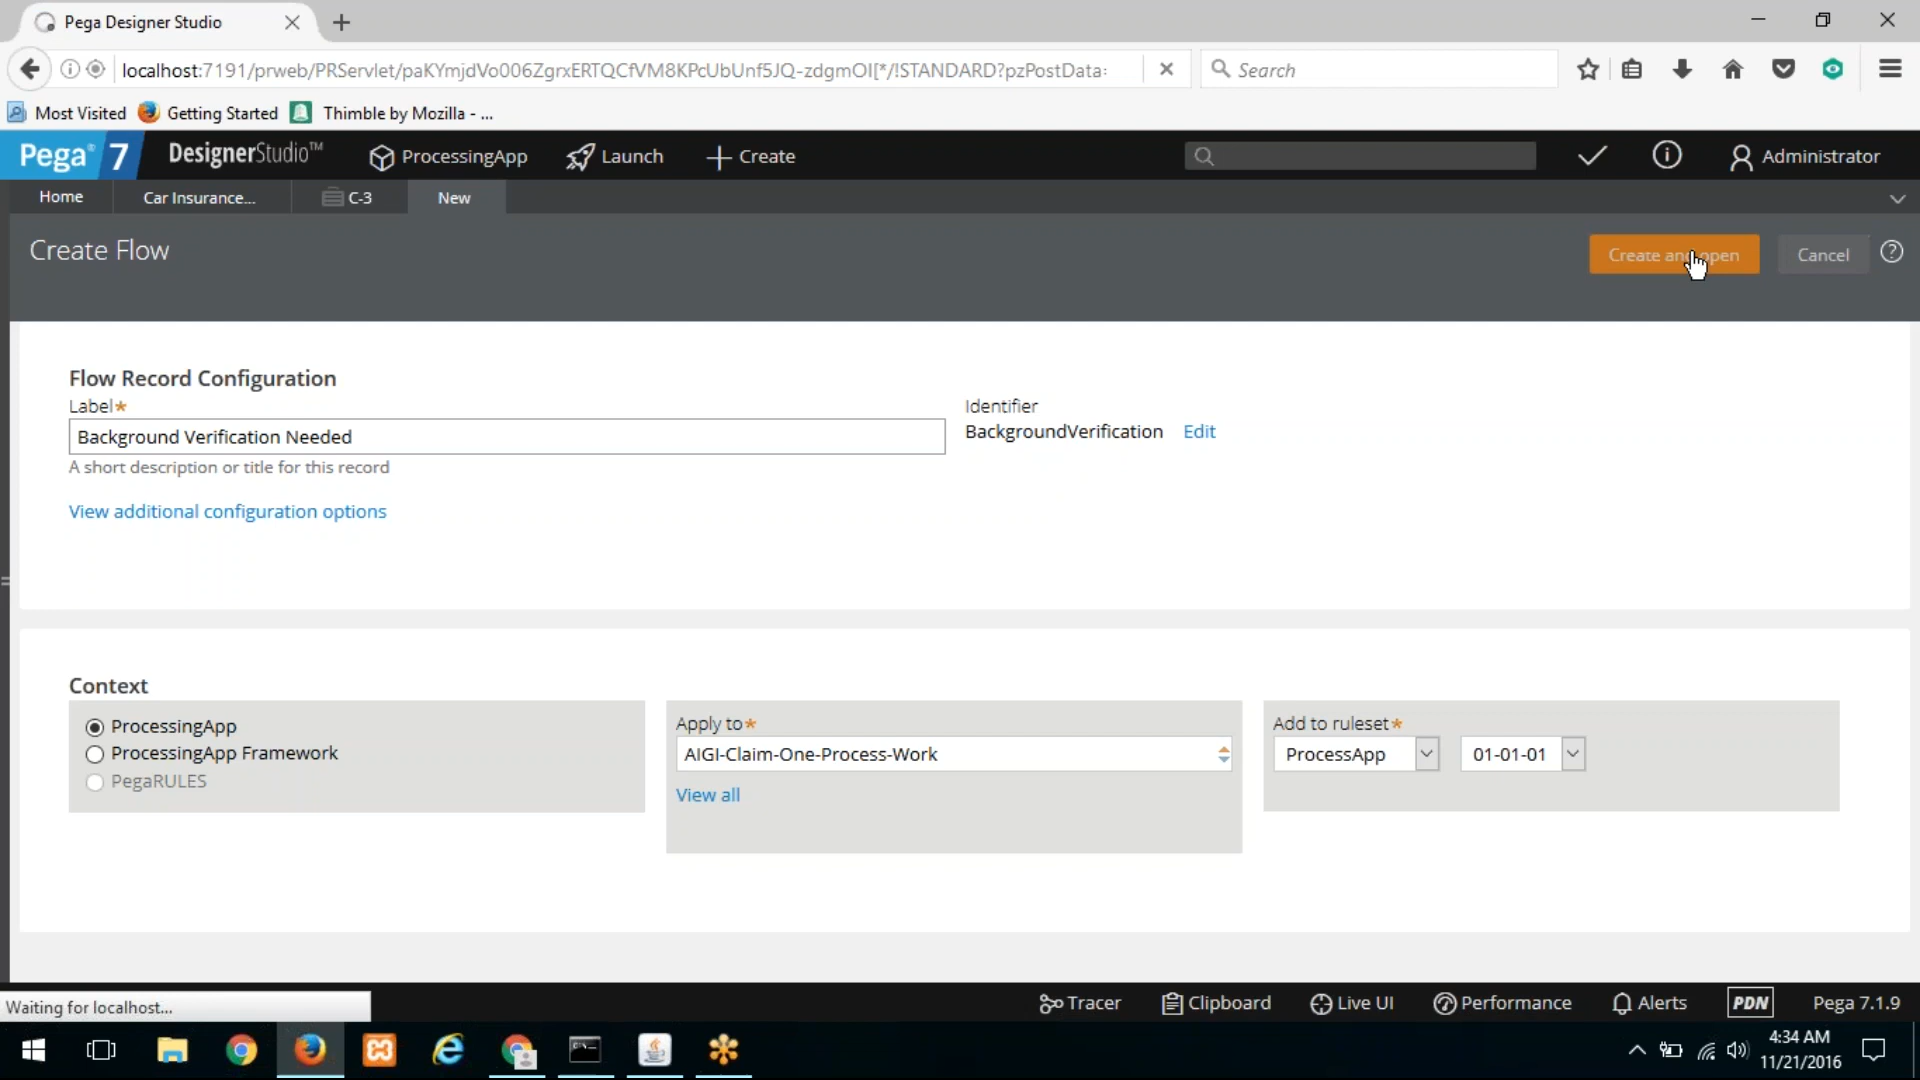 Pega Designer Studio
localhost:7191/prweb/PRServlet/paKYmjdVo006ZgrxERTQCfVM8KPcUbUnf5JQ-zdgmOI[*/!STANDARD?pzPostData:
Search
Most Visited Getting Started Thimble by Mozilla - ...
Pega® 7 DesignerStudio™ ProcessingApp Launch Create Administrator
Home Car Insurance... C-3 New
Create Flow
Create and open Cancel
Flow Record Configuration
Label* Identifier
Background Verification Needed BackgroundVerification Edit
A short description or title for this record
View additional configuration options
Context
ProcessingApp
ProcessingApp Framework
PegaRULES
Apply to*
AIGI-Claim-One-Process-Work
View all
Add to ruleset*
ProcessApp 01-01-01
Waiting for localhost...
Tracer Clipboard Live UI Performance Alerts PDN Pega 7.1.9
4:34 AM
11/21/2016